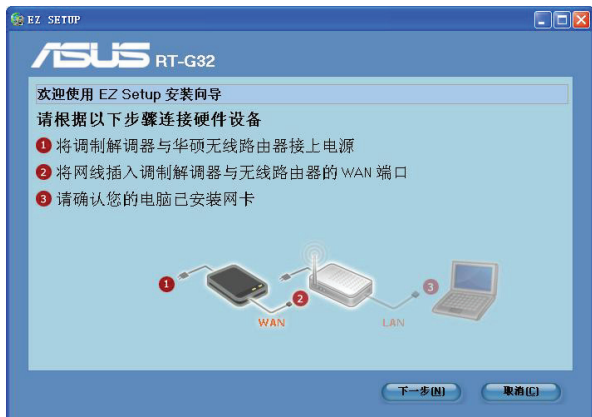 EZ SETUP
ASUS RT-G32
欢迎使用 EZ Setup 安装向导
请根据以下步骤连接硬件设备
1 将调制解调器与华硕无线路由器接上电源
2 将网线插入调制解调器与无线路由器的 WAN 端口
3 请确认您的电脑已安装网卡
1
2
3
WAN
LAN
下一步(N)
取消(C)